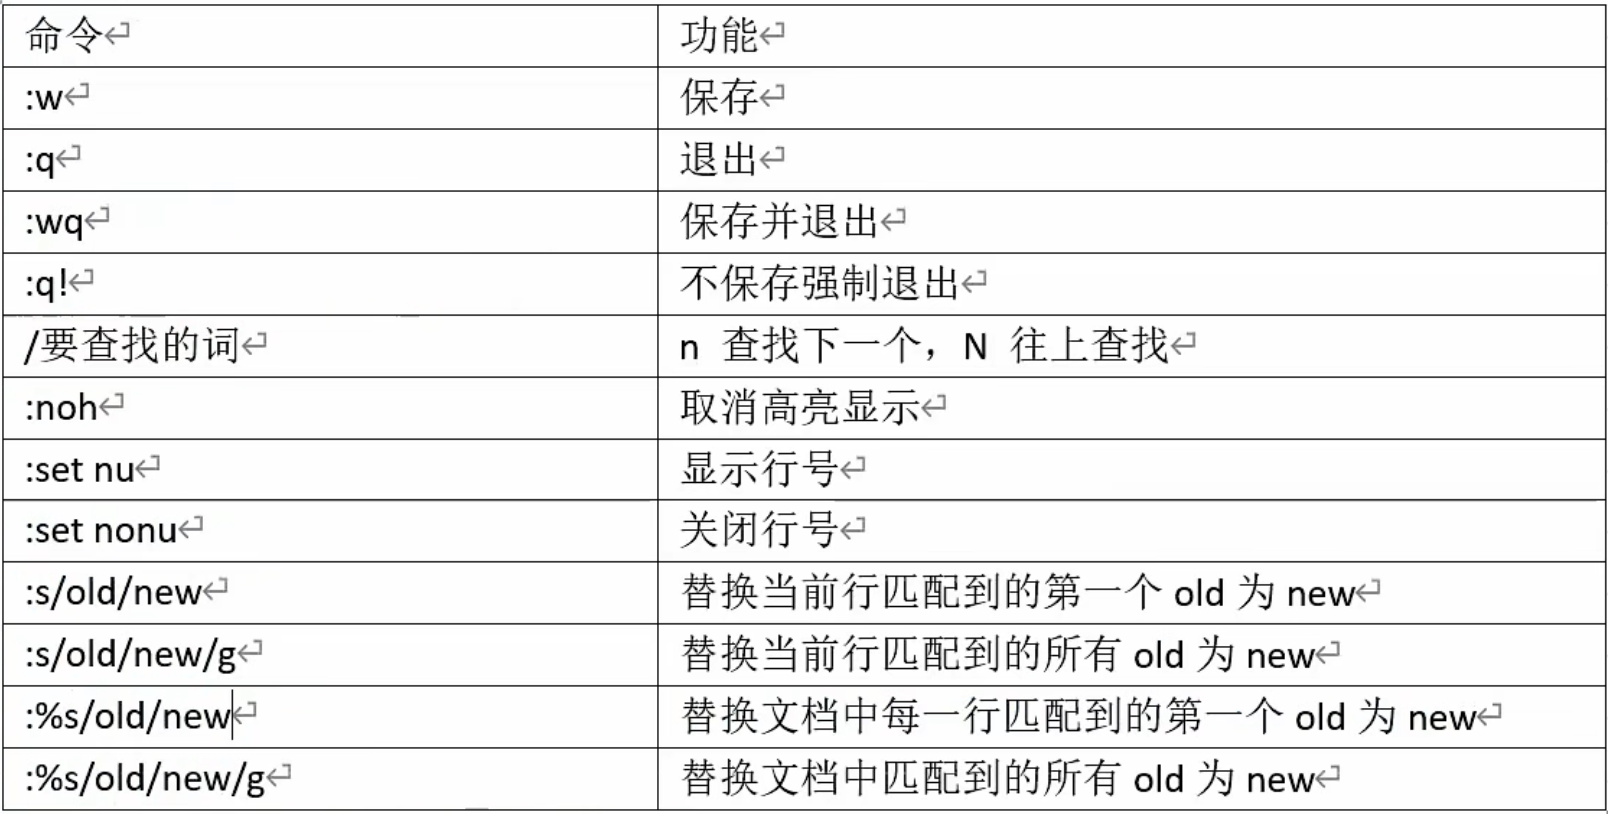 命令 功能
:w 保存
:q 退出
:wq 保存并退出
:q! 不保存强制退出
/要查找的词 n 查找下一个，N 往上查找
:noh 取消高亮显示
:set nu 显示行号
:set nonu 关闭行号
:s/old/new 替换当前行匹配到的第一个 old 为 new
:s/old/new/g 替换当前行匹配到的所有 old 为 new
:%s/old/new 替换文档中每一行匹配到的第一个 old 为 new
:%s/old/new/g 替换文档中匹配到的所有 old 为 new